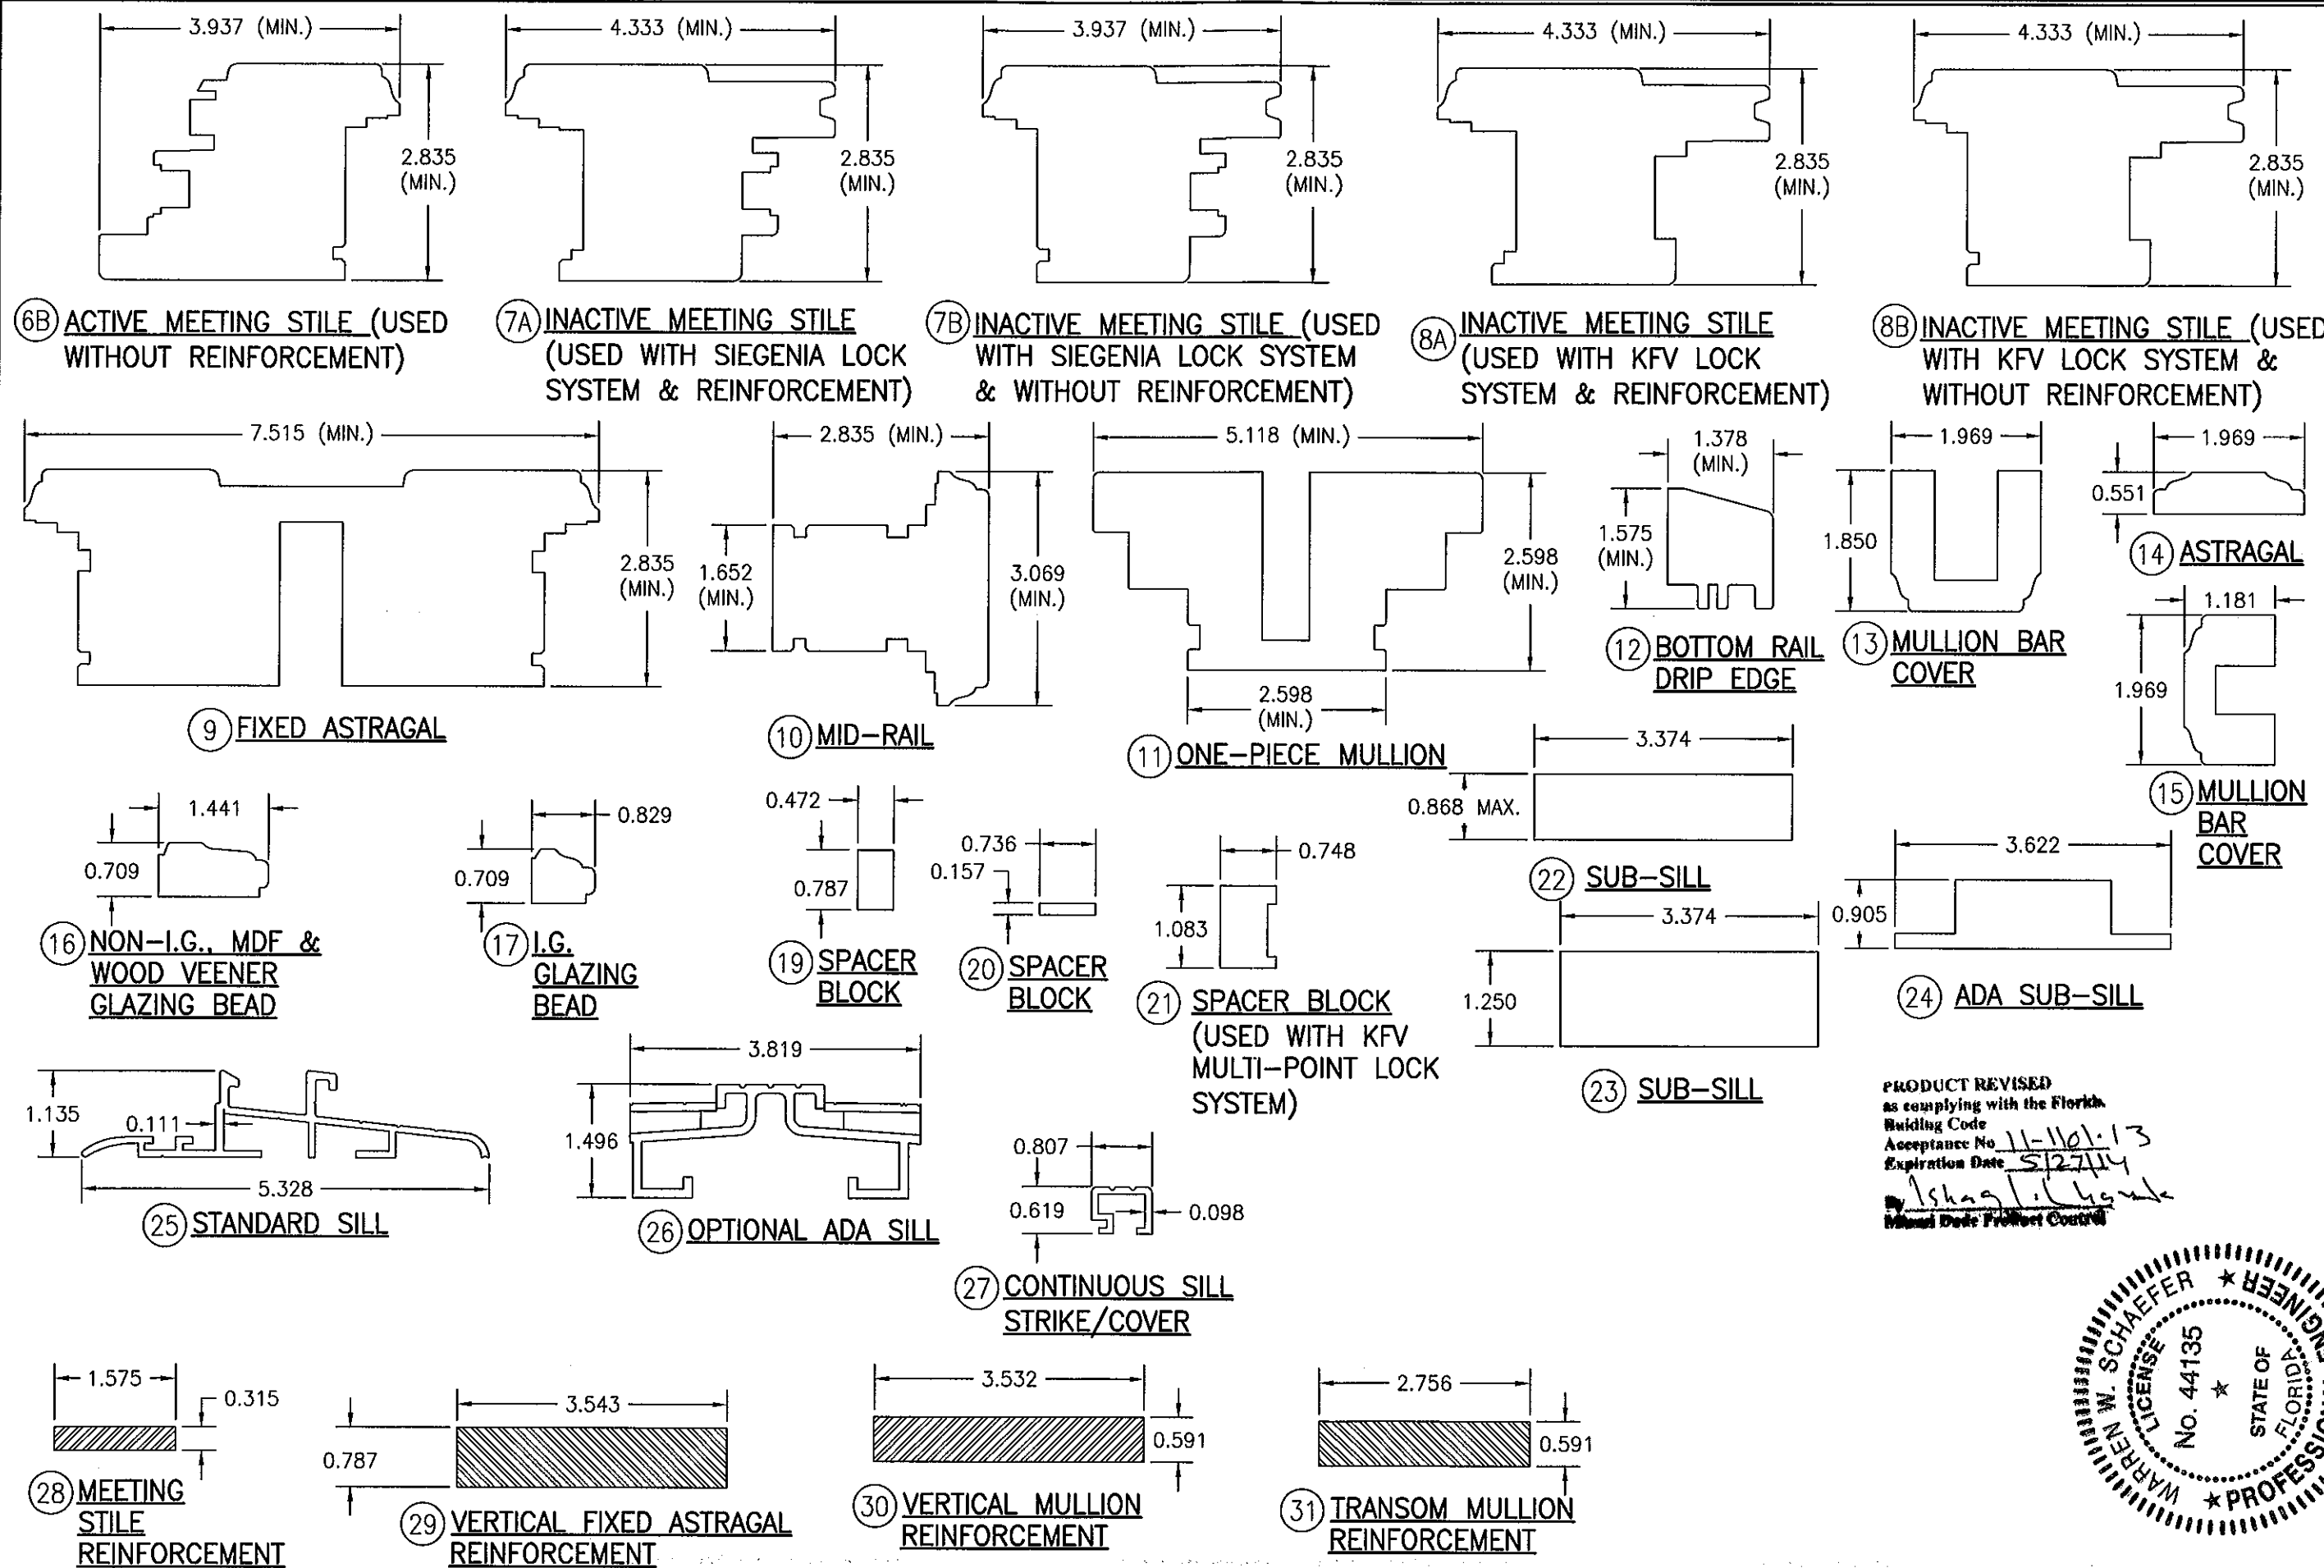 3.937 (MIN.)
2.835
(MIN.)
6B ACTIVE MEETING STILE (USED
WITHOUT REINFORCEMENT)
4.333 (MIN.)
2.835
(MIN.)
7A INACTIVE MEETING STILE
(USED WITH SIEGENIA LOCK
SYSTEM & REINFORCEMENT)
3.937 (MIN.)
2.835
(MIN.)
7B INACTIVE MEETING STILE (USED
WITH SIEGENIA LOCK SYSTEM
& WITHOUT REINFORCEMENT)
4.333 (MIN.)
2.835
(MIN.)
8A INACTIVE MEETING STILE
(USED WITH KFV LOCK
SYSTEM & REINFORCEMENT)
4.333 (MIN.)
2.835
(MIN.)
8B INACTIVE MEETING STILE (USED
WITH KFV LOCK SYSTEM &
WITHOUT REINFORCEMENT)
7.515 (MIN.)
2.835
(MIN.)
9 FIXED ASTRAGAL
2.835 (MIN.)
1.652
(MIN.)
3.069
(MIN.)
10 MID-RAIL
5.118 (MIN.)
2.598
(MIN.)
2.598
(MIN.)
11 ONE-PIECE MULLION
1.378
(MIN.)
1.575
(MIN.)
12 BOTTOM RAIL
DRIP EDGE
1.969
1.850
13 MULLION BAR
COVER
1.969
0.551
14 ASTRAGAL
1.181
1.969
15 MULLION
BAR
COVER
1.441
0.709
16 NON-I.G., MDF &
WOOD VEENER
GLAZING BEAD
0.829
0.709
17 I.G.
GLAZING
BEAD
0.472
0.787
19 SPACER
BLOCK
0.736
0.157
20 SPACER
BLOCK
0.748
1.083
21 SPACER BLOCK
(USED WITH KFV
MULTI-POINT LOCK
SYSTEM)
3.374
0.868 MAX.
22 SUB-SILL
3.374
1.250
23 SUB-SILL
3.622
0.905
24 ADA SUB-SILL
1.135
0.111
5.328
25 STANDARD SILL
3.819
1.496
26 OPTIONAL ADA SILL
0.807
0.619
0.098
27 CONTINUOUS SILL
STRIKE/COVER
PRODUCT REVISED
as complying with the Florida
Building Code
Acceptance No 11-1101.13
Expiration Date 5/27/14
By
Miami Dade Product Control
1.575
0.315
28 MEETING
STILE
REINFORCEMENT
3.543
0.787
29 VERTICAL FIXED ASTRAGAL
REINFORCEMENT
3.532
0.591
30 VERTICAL MULLION
REINFORCEMENT
2.756
0.591
31 TRANSOM MULLION
REINFORCEMENT
WARREN W. SCHAEFER
LICENSE
No. 44135
STATE OF
FLORIDA